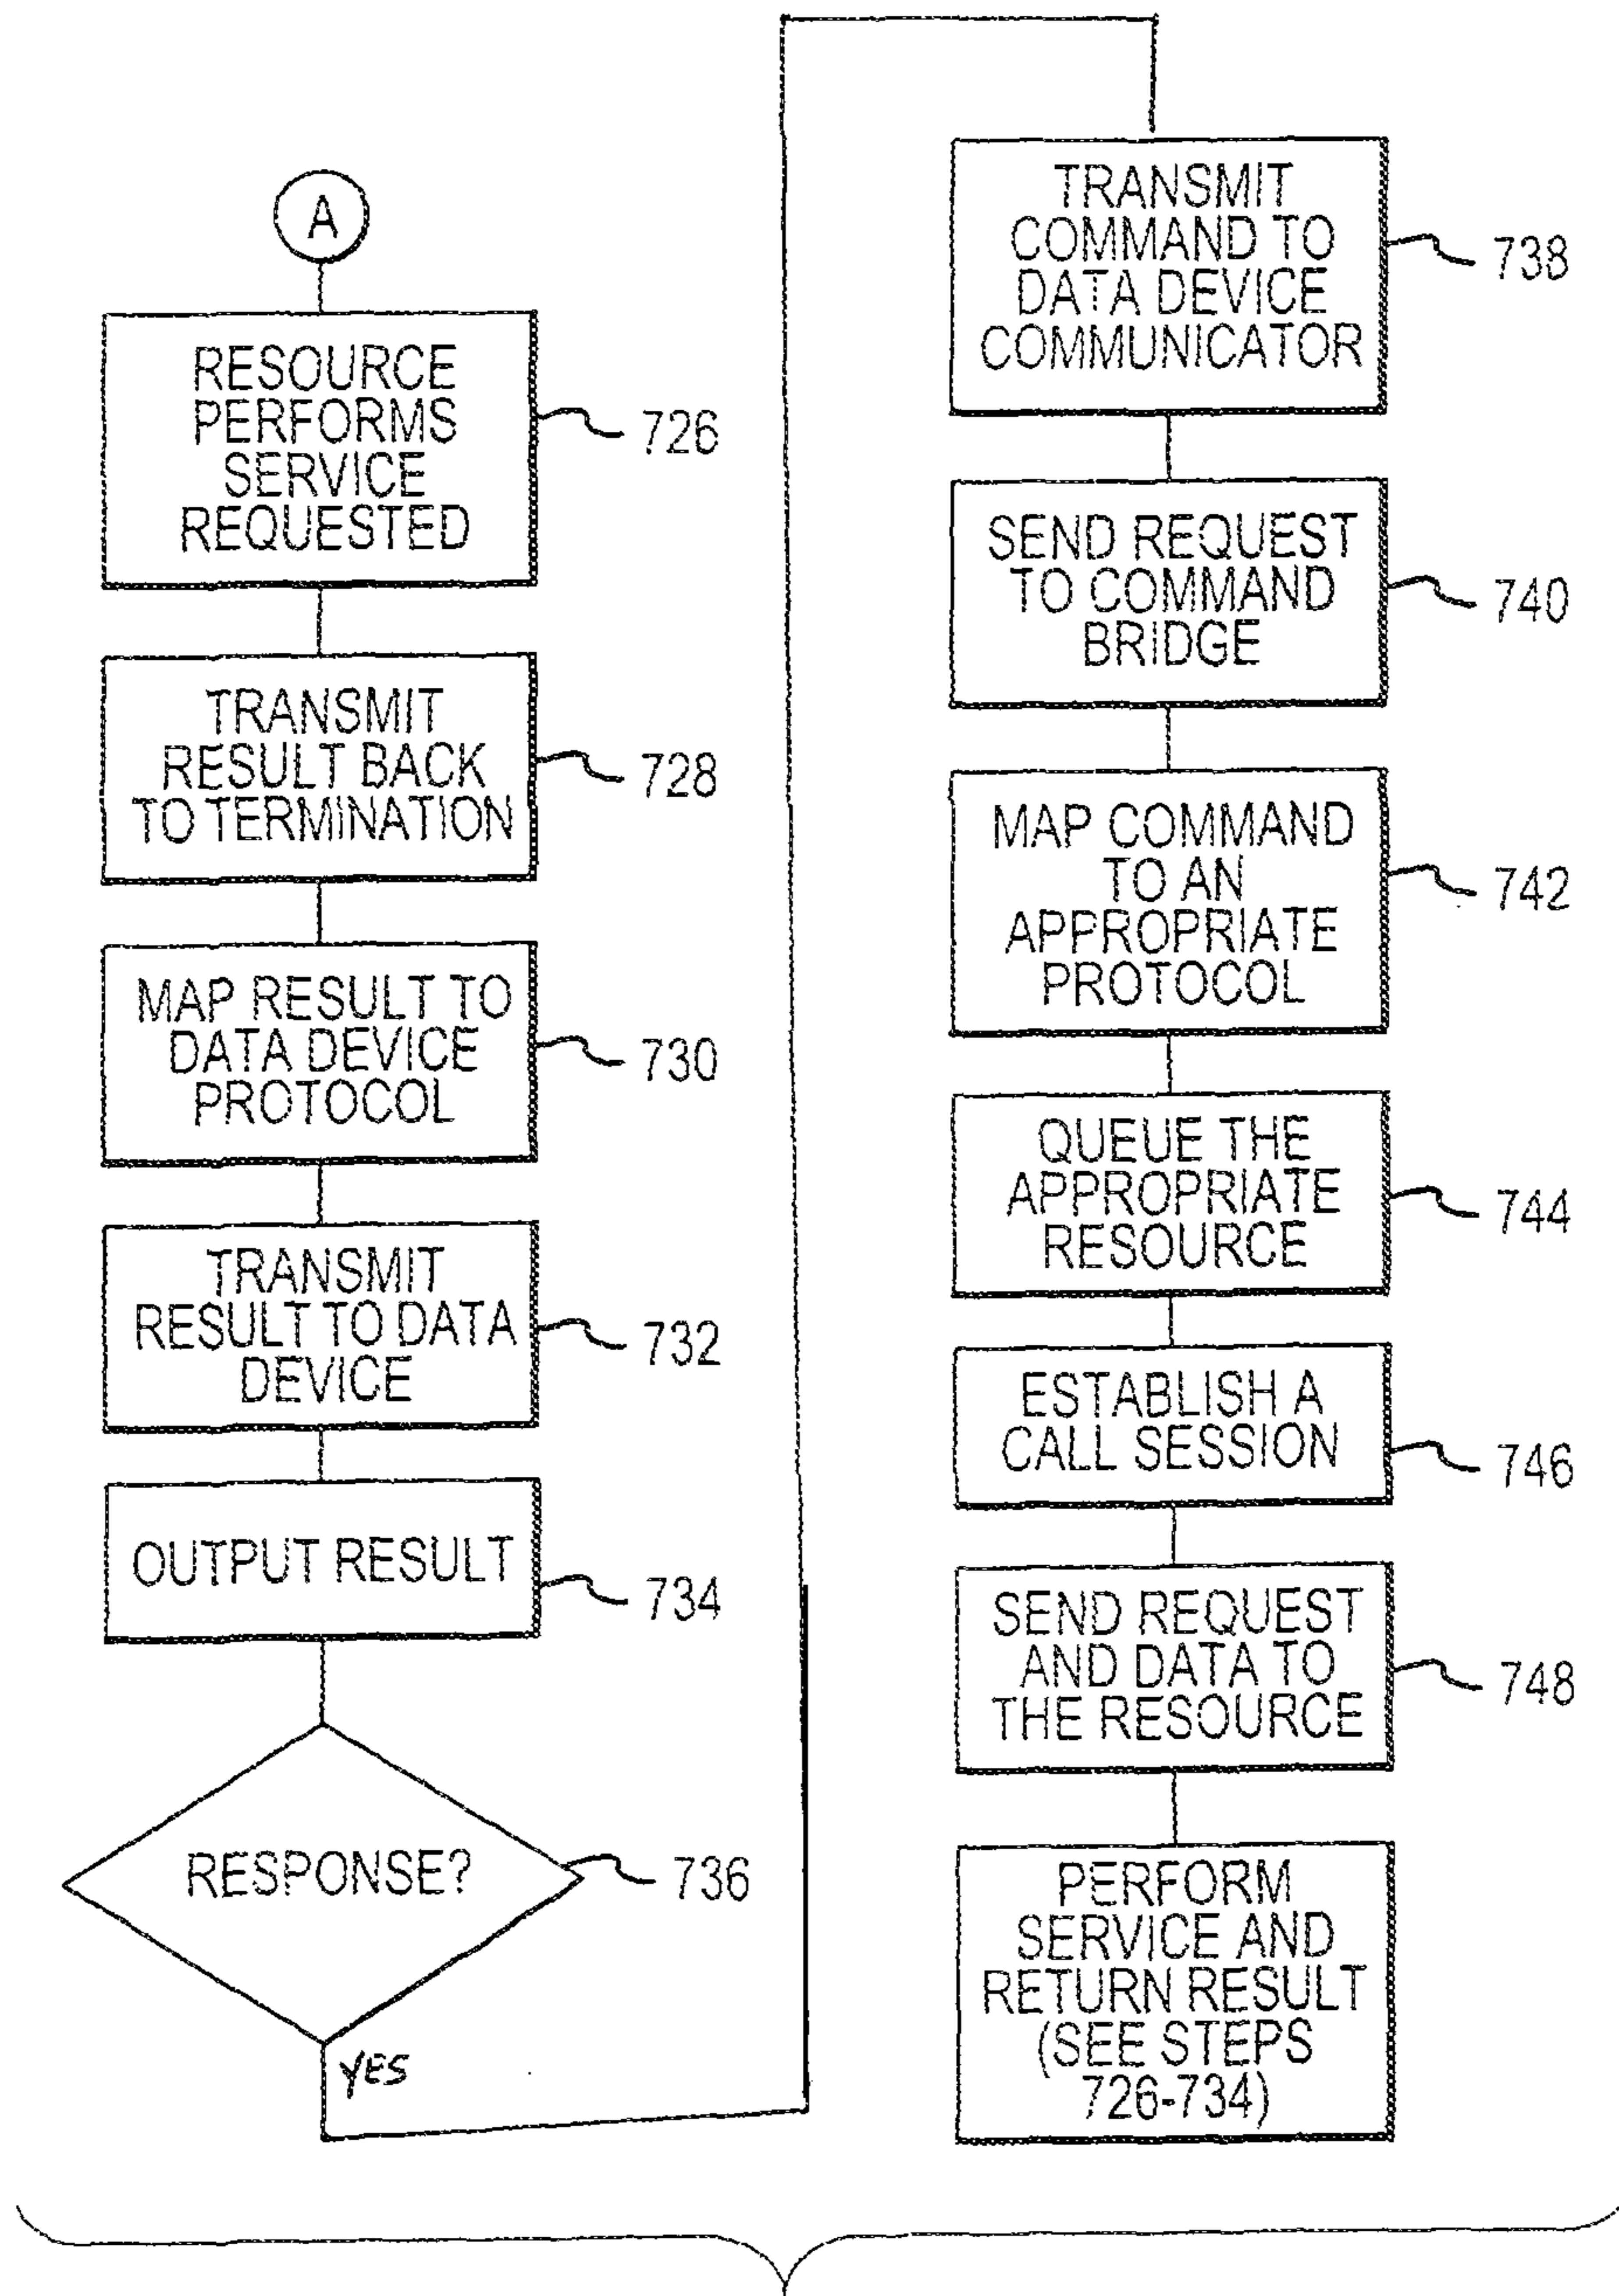 A
RESOURCE
PERFORMS
SERVICE
REQUESTED
726
TRANSMIT
RESULT BACK
TO TERMINATION
728
MAP RESULT TO
DATA DEVICE
PROTOCOL
730
TRANSMIT
RESULT TO DATA
DEVICE
732
OUTPUT RESULT
734
RESPONSE?
736
YES
TRANSMIT
COMMAND TO
DATA DEVICE
COMMUNICATOR
738
SEND REQUEST
TO COMMAND
BRIDGE
740
MAP COMMAND
TO AN
APPROPRIATE
PROTOCOL
742
QUEUE THE
APPROPRIATE
RESOURCE
744
ESTABLISH A
CALL SESSION
746
SEND REQUEST
AND DATA TO
THE RESOURCE
748
PERFORM
SERVICE AND
RETURN RESULT
(SEE STEPS
726-734)